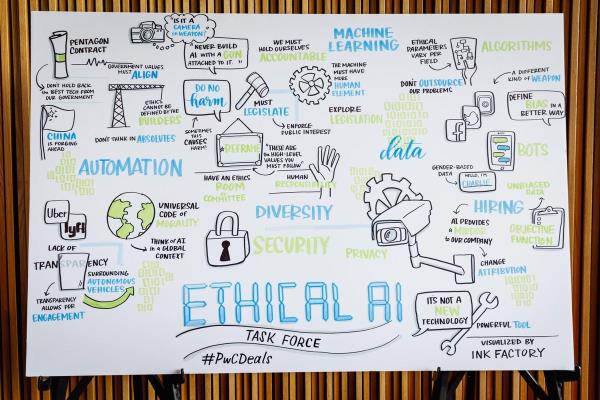 IS IT A
CAMERA
OR WEAPON?
PENTAGON
CONTRACT
GOVERNMENT VALUES
MUST ALIGN
"NEVER BUILD
AI WITH A GUN
ATTACHED TO IT."
WE MUST
HOLD OURSELVES
ACCOUNTABLE
MACHINE
LEARNING
THE MACHINE
MUST HAVE
MORE
HUMAN
ELEMENT
ETHICAL
PARAMETERS
VARY PER
FIELD
ALGORITHMS
DON'T HOLD BACK
THE BEST TECH FROM
OUR GOVERNMENT
ETHICS
CANNOT BE
DEFINED BY THE
BUILDERS
DO NO
harm
MUST
LEGISLATE
ENFORCE
PUBLIC INTEREST
EXPLORE
LEGISLATION
DON'T OUTSOURCE
OUR PROBLEMS
A DIFFERENT
KIND OF WEAPON
DEFINE
BIAS IN A
BETTER WAY
CHINA
IS FORGING
AHEAD
DON'T THINK IN ABSOLUTES
SOMETIMES
THIS
CAUSES
HARM!
REFRAME
"THESE ARE
THE HIGH-LEVEL
VALUES YOU
MUST FOLLOW"
data
BOTS
AUTOMATION
HAVE AN ETHICS
ROOM
OR
COMMITTEE
HUMAN
RESPONSIBILITY
GENDER-BASED
DATA
HELLO, I'M
CHARLIE
UNBIASED
DATA
Uber
Lyft
UNIVERSAL
CODE OF
MORALITY
DIVERSITY
HIRING
AI PROVIDES
A MIRROR
TO OUR COMPANY
OBJECTIVE
FUNCTION
LACK OF
TRANSPARENCY
THINK OF AI
IN A GLOBAL
CONTEXT
SECURITY
PRIVACY
CHANGE
ATTRIBUTION
SURROUNDING
AUTONOMOUS
VEHICLES
TRANSPARENCY
ALLOWS FOR
ENGAGEMENT
ETHICAL AI
TASK FORCE
#PwCDeals
ITS NOT A
NEW
TECHNOLOGY
POWERFUL TOOL
VISUALIZED BY
INK FACTORY